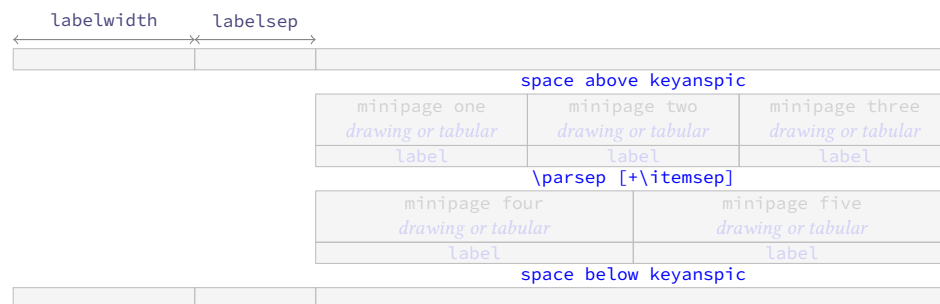 labelwidth labelsep
space above keyanspic
minipage one minipage two minipage three
drawing or tabular drawing or tabular drawing or tabular
label label label
\parsep [+\itemsep]
minipage four minipage five
drawing or tabular drawing or tabular
label label
space below keyanspic